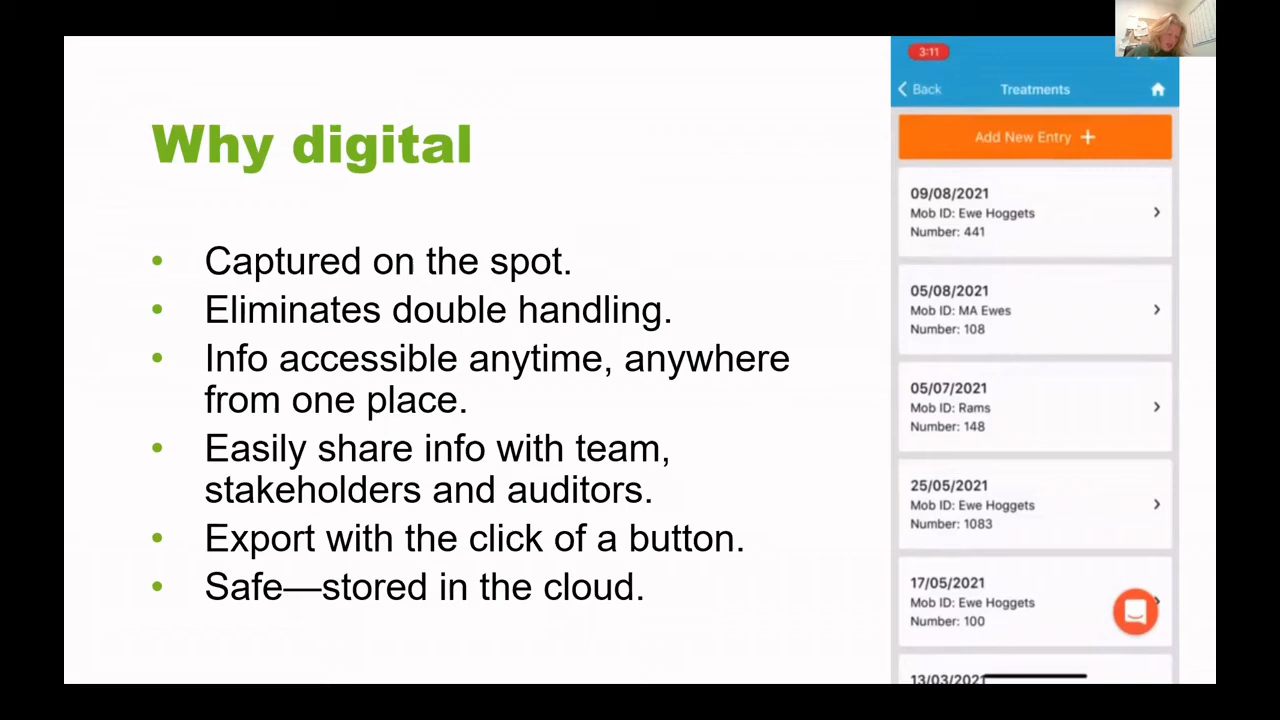 Why digital
• Captured on the spot.
• Eliminates double handling.
• Info accessible anytime, anywhere
from one place.
• Easily share info with team,
stakeholders and auditors.
• Export with the click of a button.
• Safe—stored in the cloud.
3:11
Back Treatments
Add New Entry +
09/08/2021
Mob ID: Ewe Hoggets
Number: 441
05/08/2021
Mob ID: MA Ewes
Number: 108
05/07/2021
Mob ID: Rams
Number: 148
25/05/2021
Mob ID: Ewe Hoggets
Number: 1083
17/05/2021
Mob ID: Ewe Hoggets
Number: 100
13/03/2021